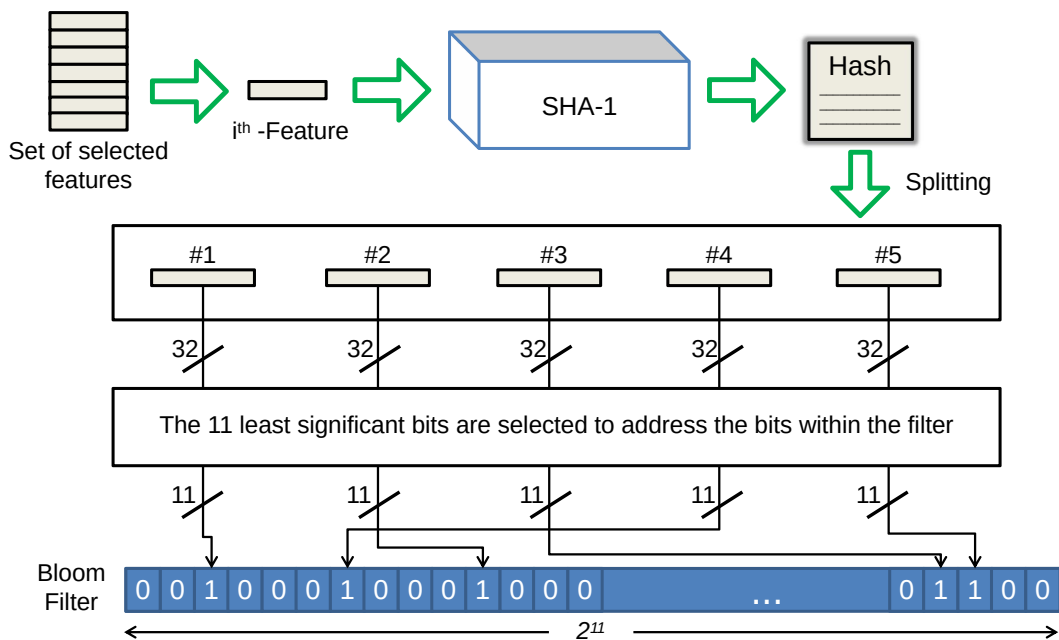 Hash
SHA-1
iᵗʰ -Feature
Set of selected
features
Splitting
#1 #2 #3 #4 #5
32 32 32 32 32
The 11 least significant bits are selected to address the bits within the filter
11 11 11 11 11
Bloom
Filter
0 0 1 0 0 0 1 0 0 0 1 0 0 0 ... 0 1 1 0 0
2¹¹